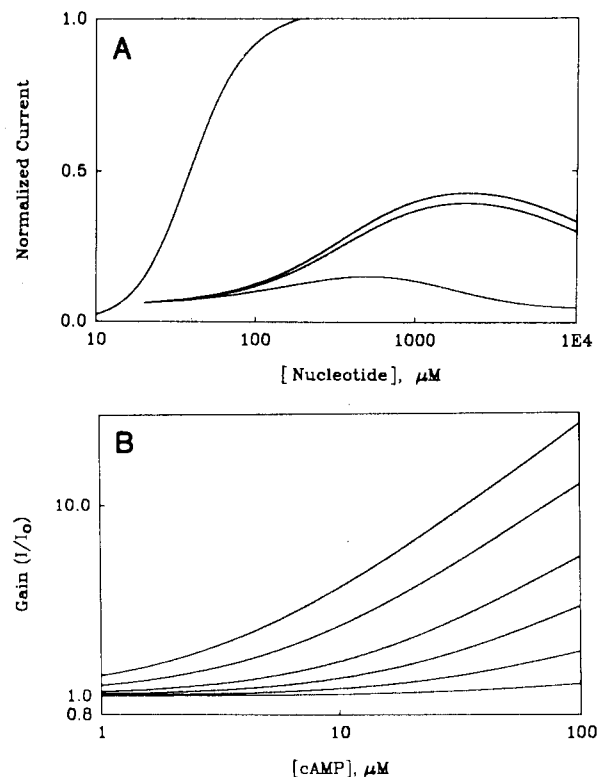 A
1.0
0.5
0.0
Normalized Current
10
100
1000
1E4
[Nucleotide], μM
B
10.0
1.0
0.8
Gain (I/I₀)
1
10
100
[cAMP], μM